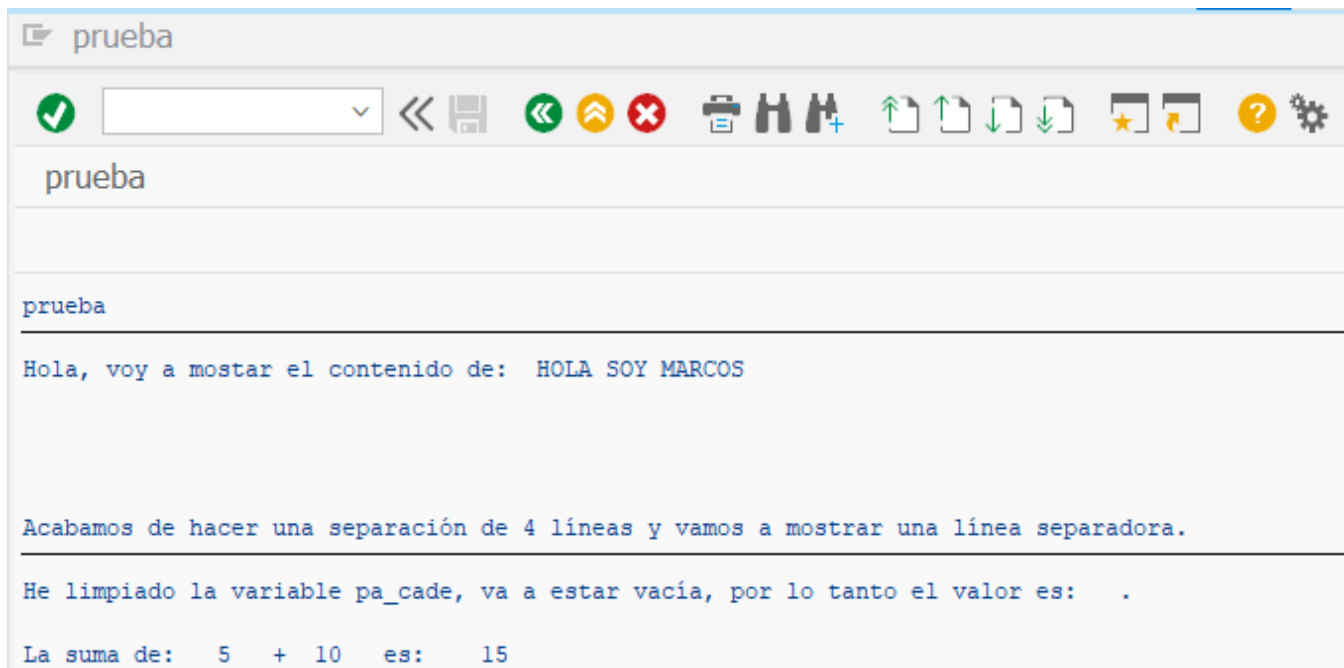 prueba
prueba
prueba
Hola, voy a mostar el contenido de: HOLA SOY MARCOS
Acabamos de hacer una separación de 4 líneas y vamos a mostrar una línea separadora.
He limpiado la variable pa_cade, va a estar vacía, por lo tanto el valor es: .
La suma de: 5 + 10 es: 15